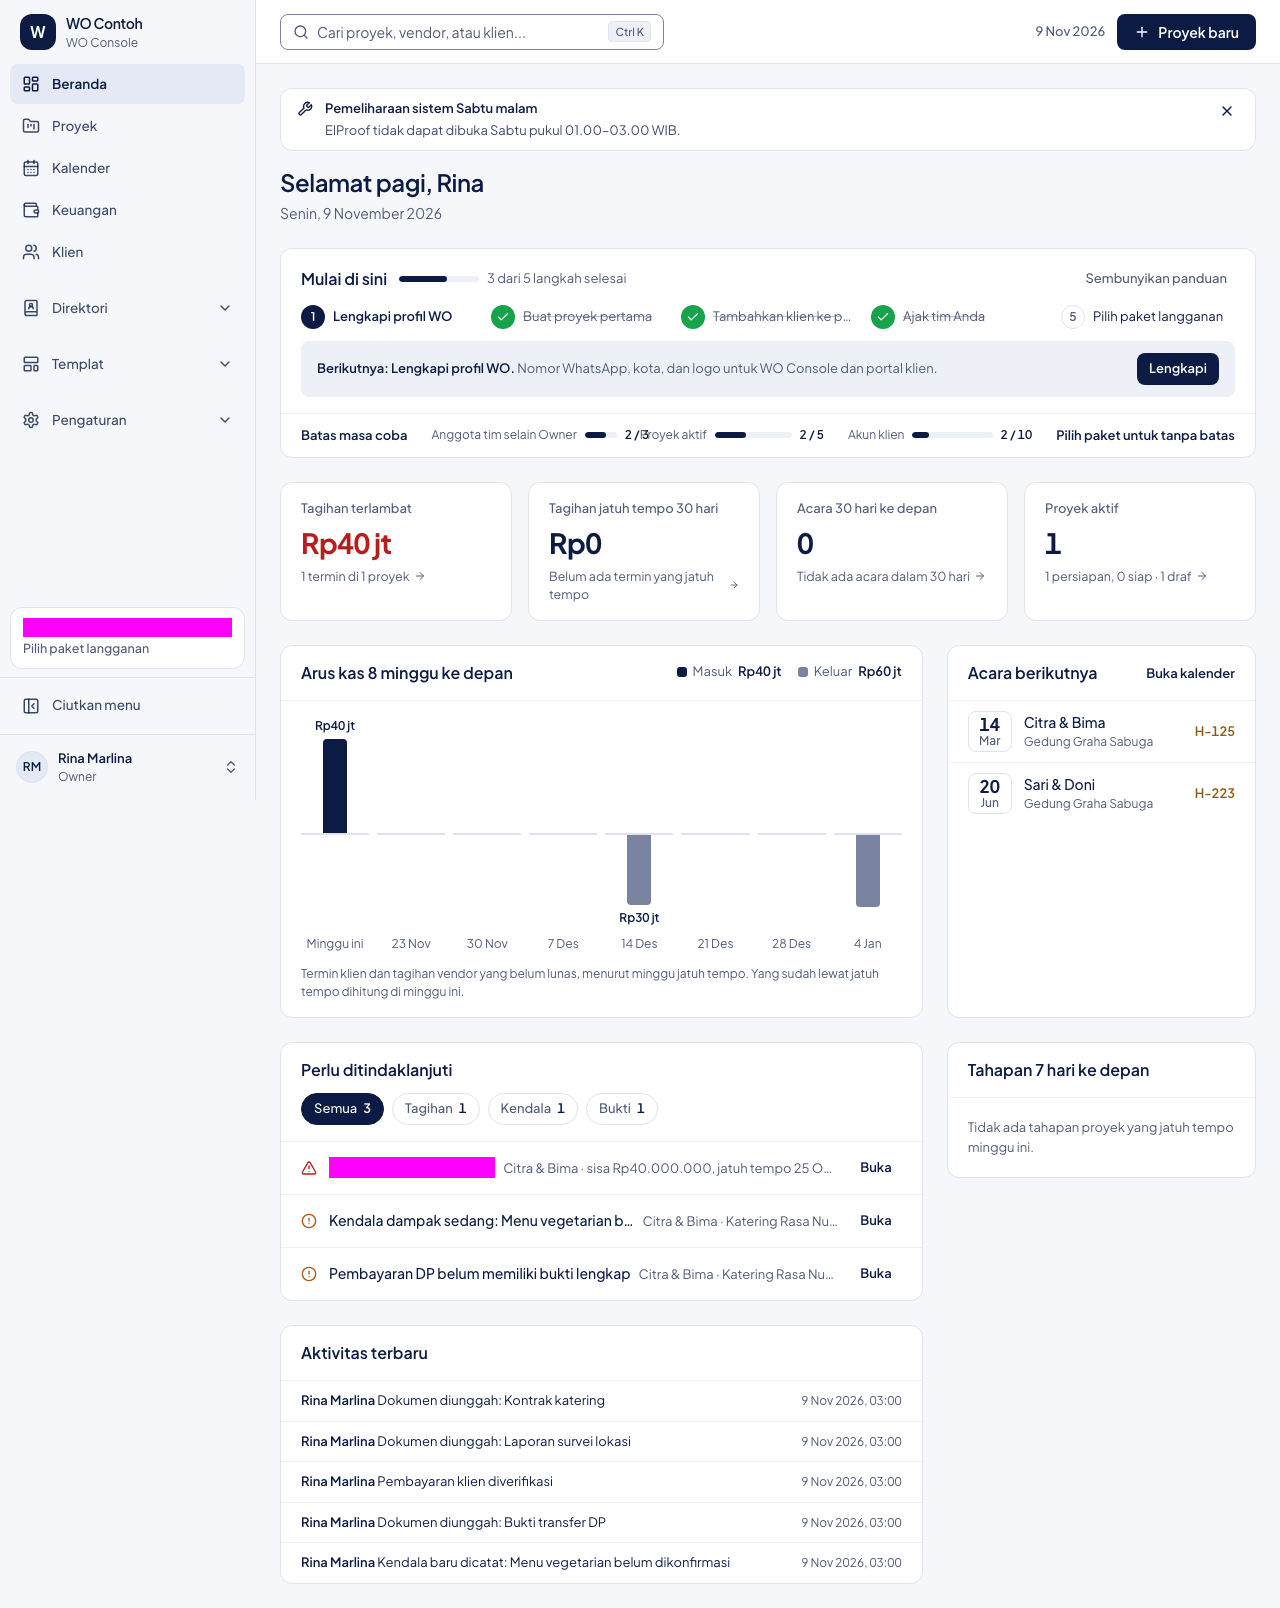 W
WO Contoh
WO Console
Cari proyek, vendor, atau klien...
Ctrl K
9 Nov 2026
Proyek baru
Beranda
Proyek
Kalender
Keuangan
Klien
Direktori
Templat
Pengaturan
Pilih paket langganan
Ciutkan menu
RM
Rina Marlina
Owner
Pemeliharaan sistem Sabtu malam
ElProof tidak dapat dibuka Sabtu pukul 01.00–03.00 WIB.
Selamat pagi, Rina
Senin, 9 November 2026
Mulai di sini
3 dari 5 langkah selesai
Sembunyikan panduan
1 Lengkapi profil WO
Buat proyek pertama
Tambahkan klien ke p...
Ajak tim Anda
5 Pilih paket langganan
Berikutnya: Lengkapi profil WO. Nomor WhatsApp, kota, dan logo untuk WO Console dan portal klien.
Lengkapi
Batas masa coba
Anggota tim selain Owner 2 / 3
Proyek aktif 2 / 5
Akun klien 2 / 10
Pilih paket untuk tanpa batas
Tagihan terlambat
Rp40 jt
1 termin di 1 proyek →
Tagihan jatuh tempo 30 hari
Rp0
Belum ada termin yang jatuh
tempo →
Acara 30 hari ke depan
0
Tidak ada acara dalam 30 hari →
Proyek aktif
1
1 persiapan, 0 siap · 1 draf →
Arus kas 8 minggu ke depan
Masuk Rp40 jt
Keluar Rp60 jt
Rp40 jt
Rp30 jt
Minggu ini
23 Nov
30 Nov
7 Des
14 Des
21 Des
28 Des
4 Jan
Termin klien dan tagihan vendor yang belum lunas, menurut minggu jatuh tempo. Yang sudah lewat jatuh
tempo dihitung di minggu ini.
Acara berikutnya
Buka kalender
14
Mar
Citra & Bima
Gedung Graha Sabuga
H-125
20
Jun
Sari & Doni
Gedung Graha Sabuga
H-223
Perlu ditindaklanjuti
Semua 3
Tagihan 1
Kendala 1
Bukti 1
Citra & Bima · sisa Rp40.000.000, jatuh tempo 25 O...
Buka
Kendala dampak sedang: Menu vegetarian b...
Citra & Bima · Katering Rasa Nu...
Buka
Pembayaran DP belum memiliki bukti lengkap
Citra & Bima · Katering Rasa Nu...
Buka
Tahapan 7 hari ke depan
Tidak ada tahapan proyek yang jatuh tempo
minggu ini.
Aktivitas terbaru
Rina Marlina Dokumen diunggah: Kontrak katering
9 Nov 2026, 03:00
Rina Marlina Dokumen diunggah: Laporan survei lokasi
9 Nov 2026, 03:00
Rina Marlina Pembayaran klien diverifikasi
9 Nov 2026, 03:00
Rina Marlina Dokumen diunggah: Bukti transfer DP
9 Nov 2026, 03:00
Rina Marlina Kendala baru dicatat: Menu vegetarian belum dikonfirmasi
9 Nov 2026, 03:00